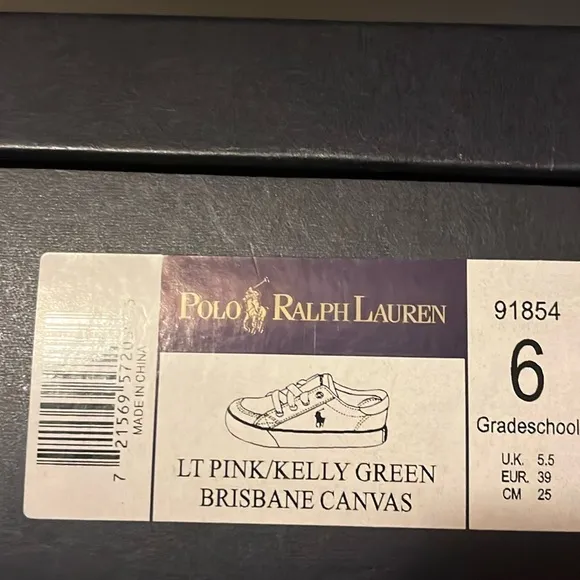 POLO RALPH LAUREN
LT PINK/KELLY GREEN
BRISBANE CANVAS
91854
6
Gradeschool
U.K. 5.5
EUR. 39
CM 25
MADE IN CHINA